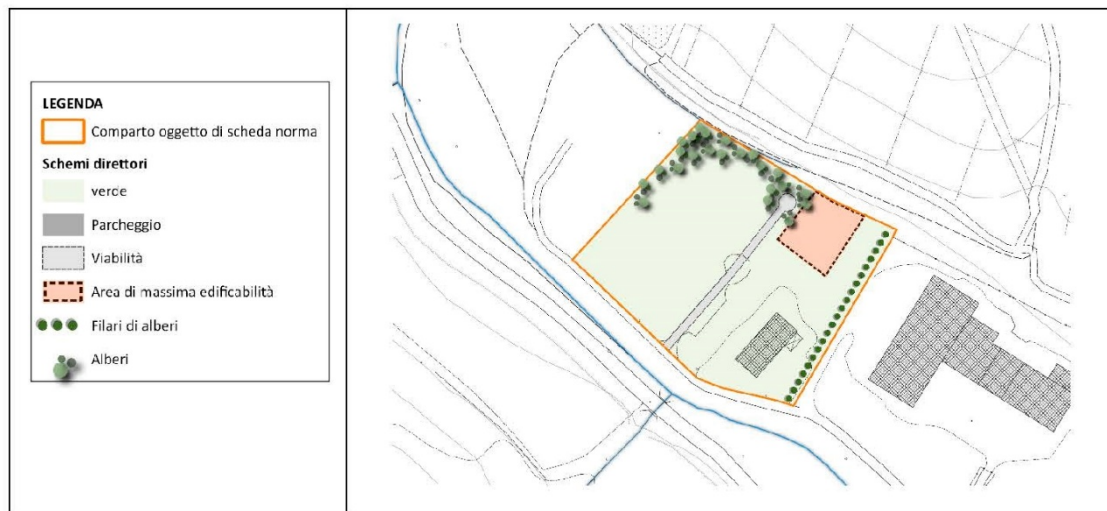 LEGENDA
Comparto oggetto di scheda norma
Schemi direttori
verde
Parcheggio
Viabilità
Area di massima edificabilità
Filari di alberi
Alberi